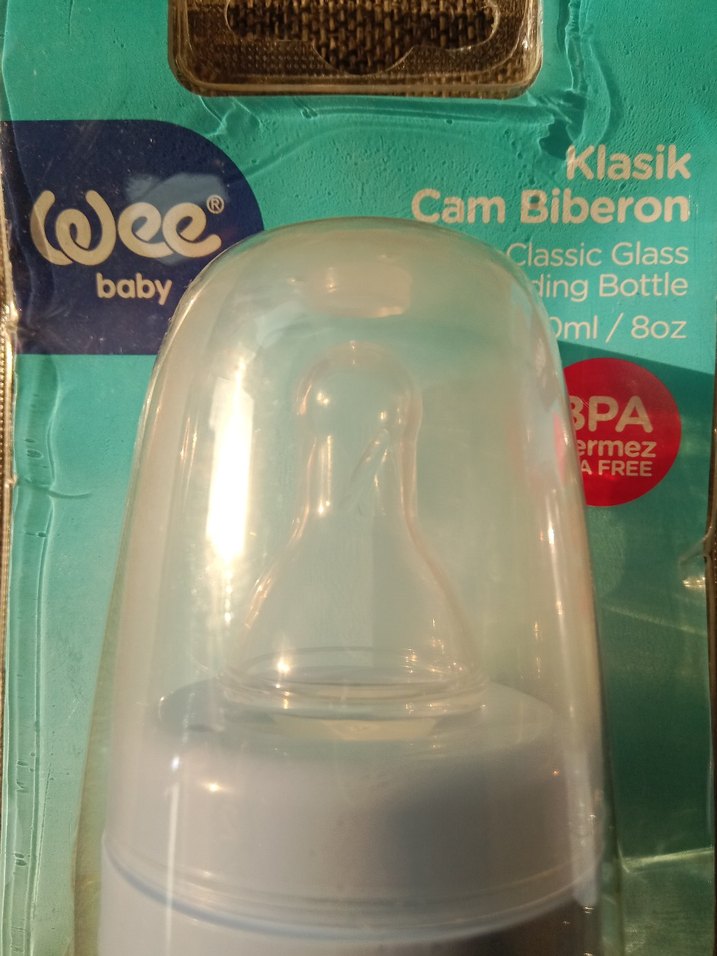 wee®
baby
Klasik
Cam Biberon
Classic Glass
Bottle
8oz
BPA
FREE